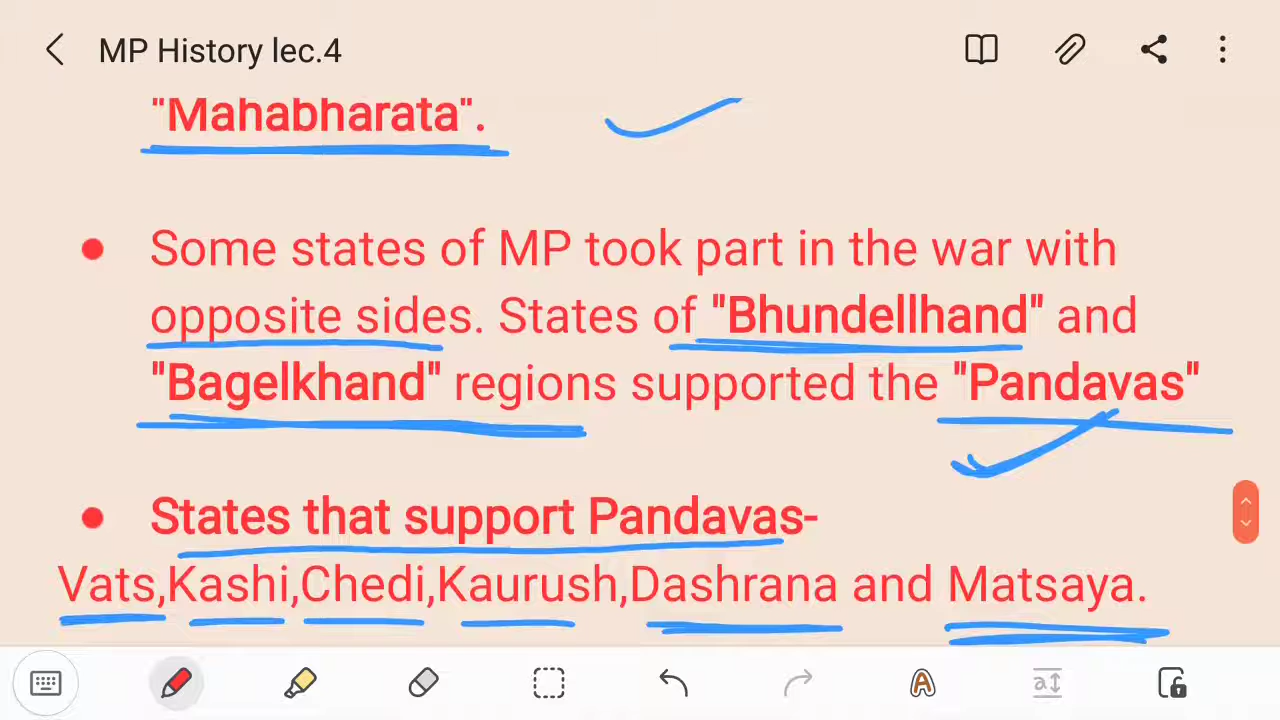 MP History lec.4
"Mahabharata".
Some states of MP took part in the war with
opposite sides. States of "Bhundellhand" and
"Bagelkhand" regions supported the "Pandavas"
States that support Pandavas-
Vats,Kashi,Chedi,Kaurush,Dashrana and Matsaya.